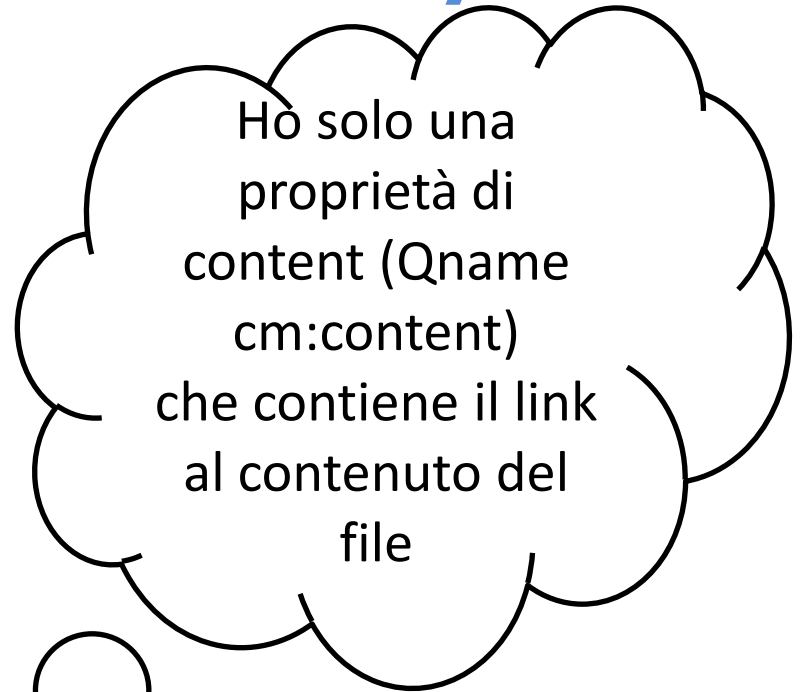 Ho solo una
proprietà di
content (Qname
cm:content)
che contiene il link
al contenuto del
file